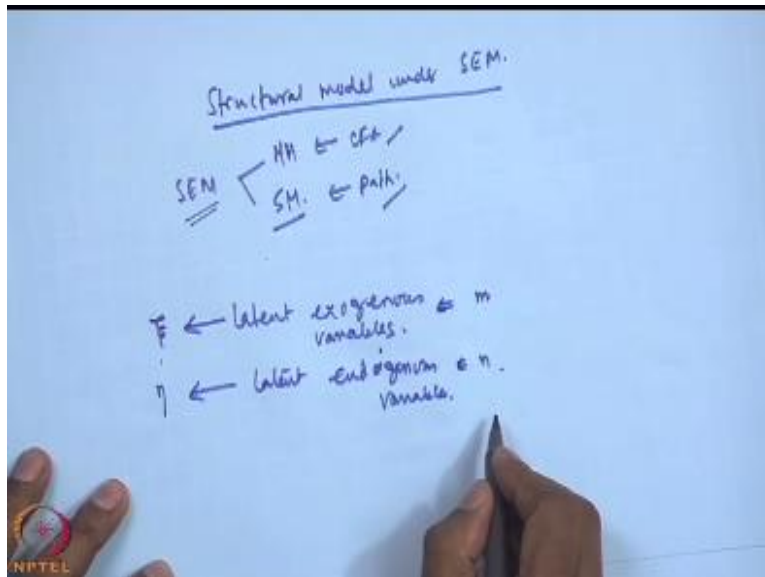 Structural model under SEM.
MM ← CFA
SEM
SM. ← Path.
ξ ← Latent exogenous ← m
variables.
η ← Latent endogenous ← n.
variable.
NPTEL